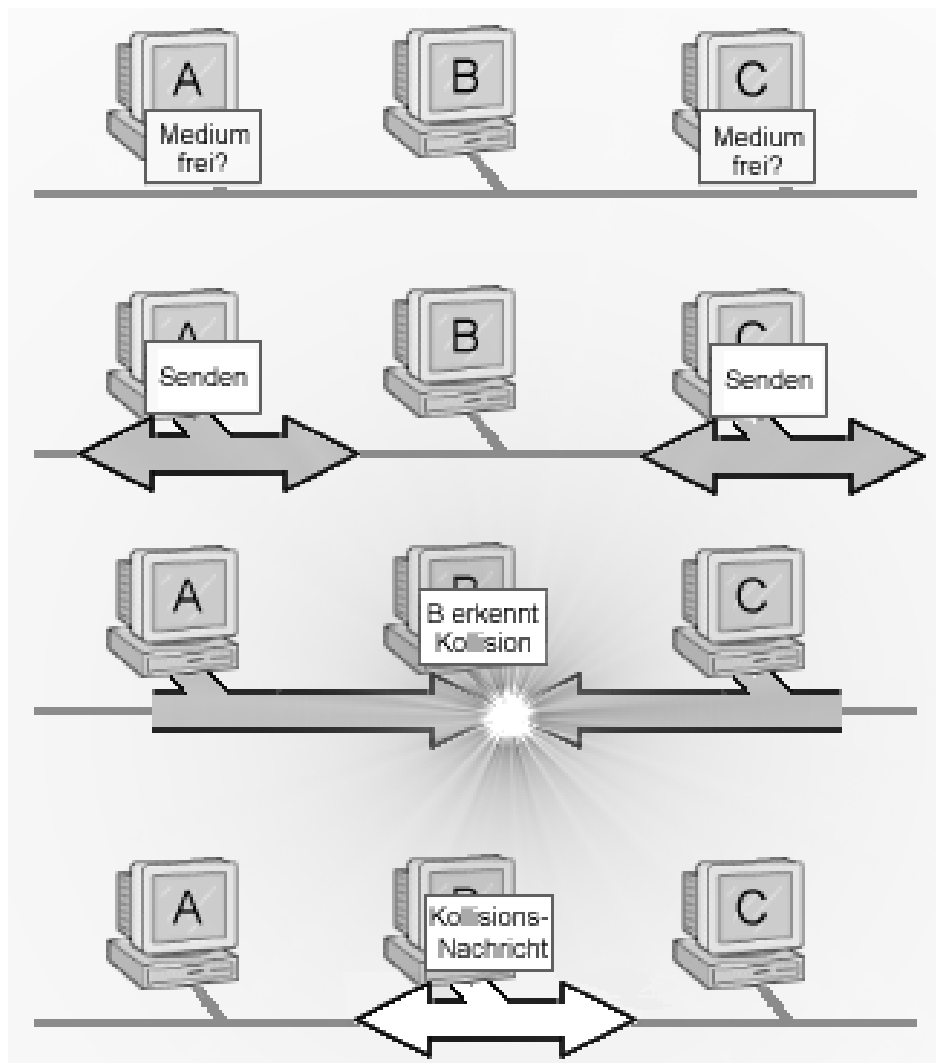 A
B
C
Medium
frei?
Medium
frei?
A
B
C
Senden
Senden
A
B
C
B erkennt
Kollision
A
B
C
Kollisions-
Nachricht